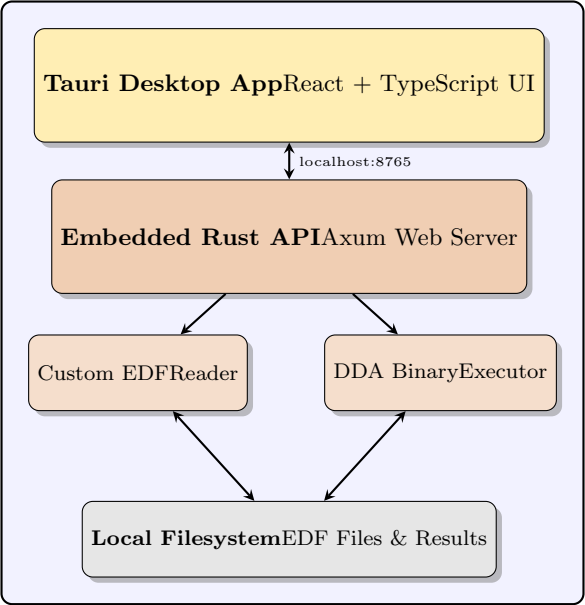 Tauri Desktop AppReact + TypeScript UI
localhost:8765
Embedded Rust APIAxum Web Server
Custom EDFReader
DDA BinaryExecutor
Local FilesystemEDF Files & Results